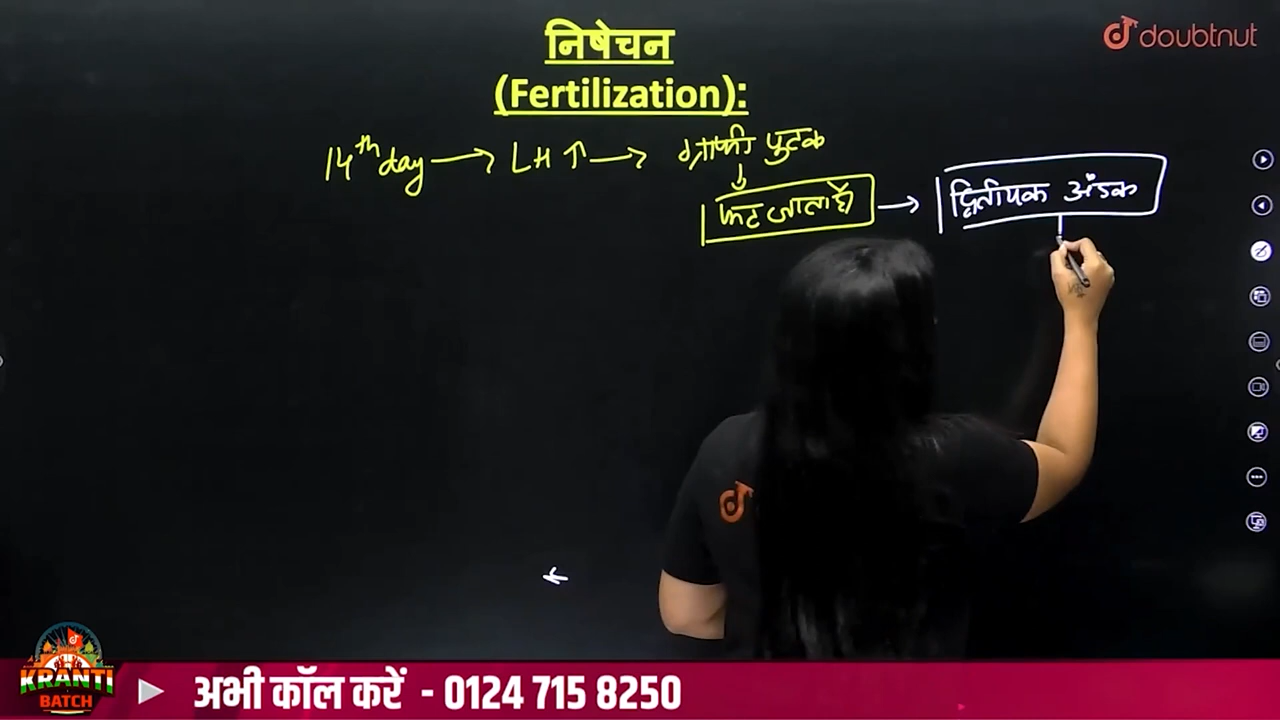 doubtnut
निषेचन
(Fertilization):
14th day → LH ↑ → ग्राफी पुटक
फट जाता है → द्वितीयक अंडक
KRANTI
BATCH
अभी कॉल करें - 0124 715 8250